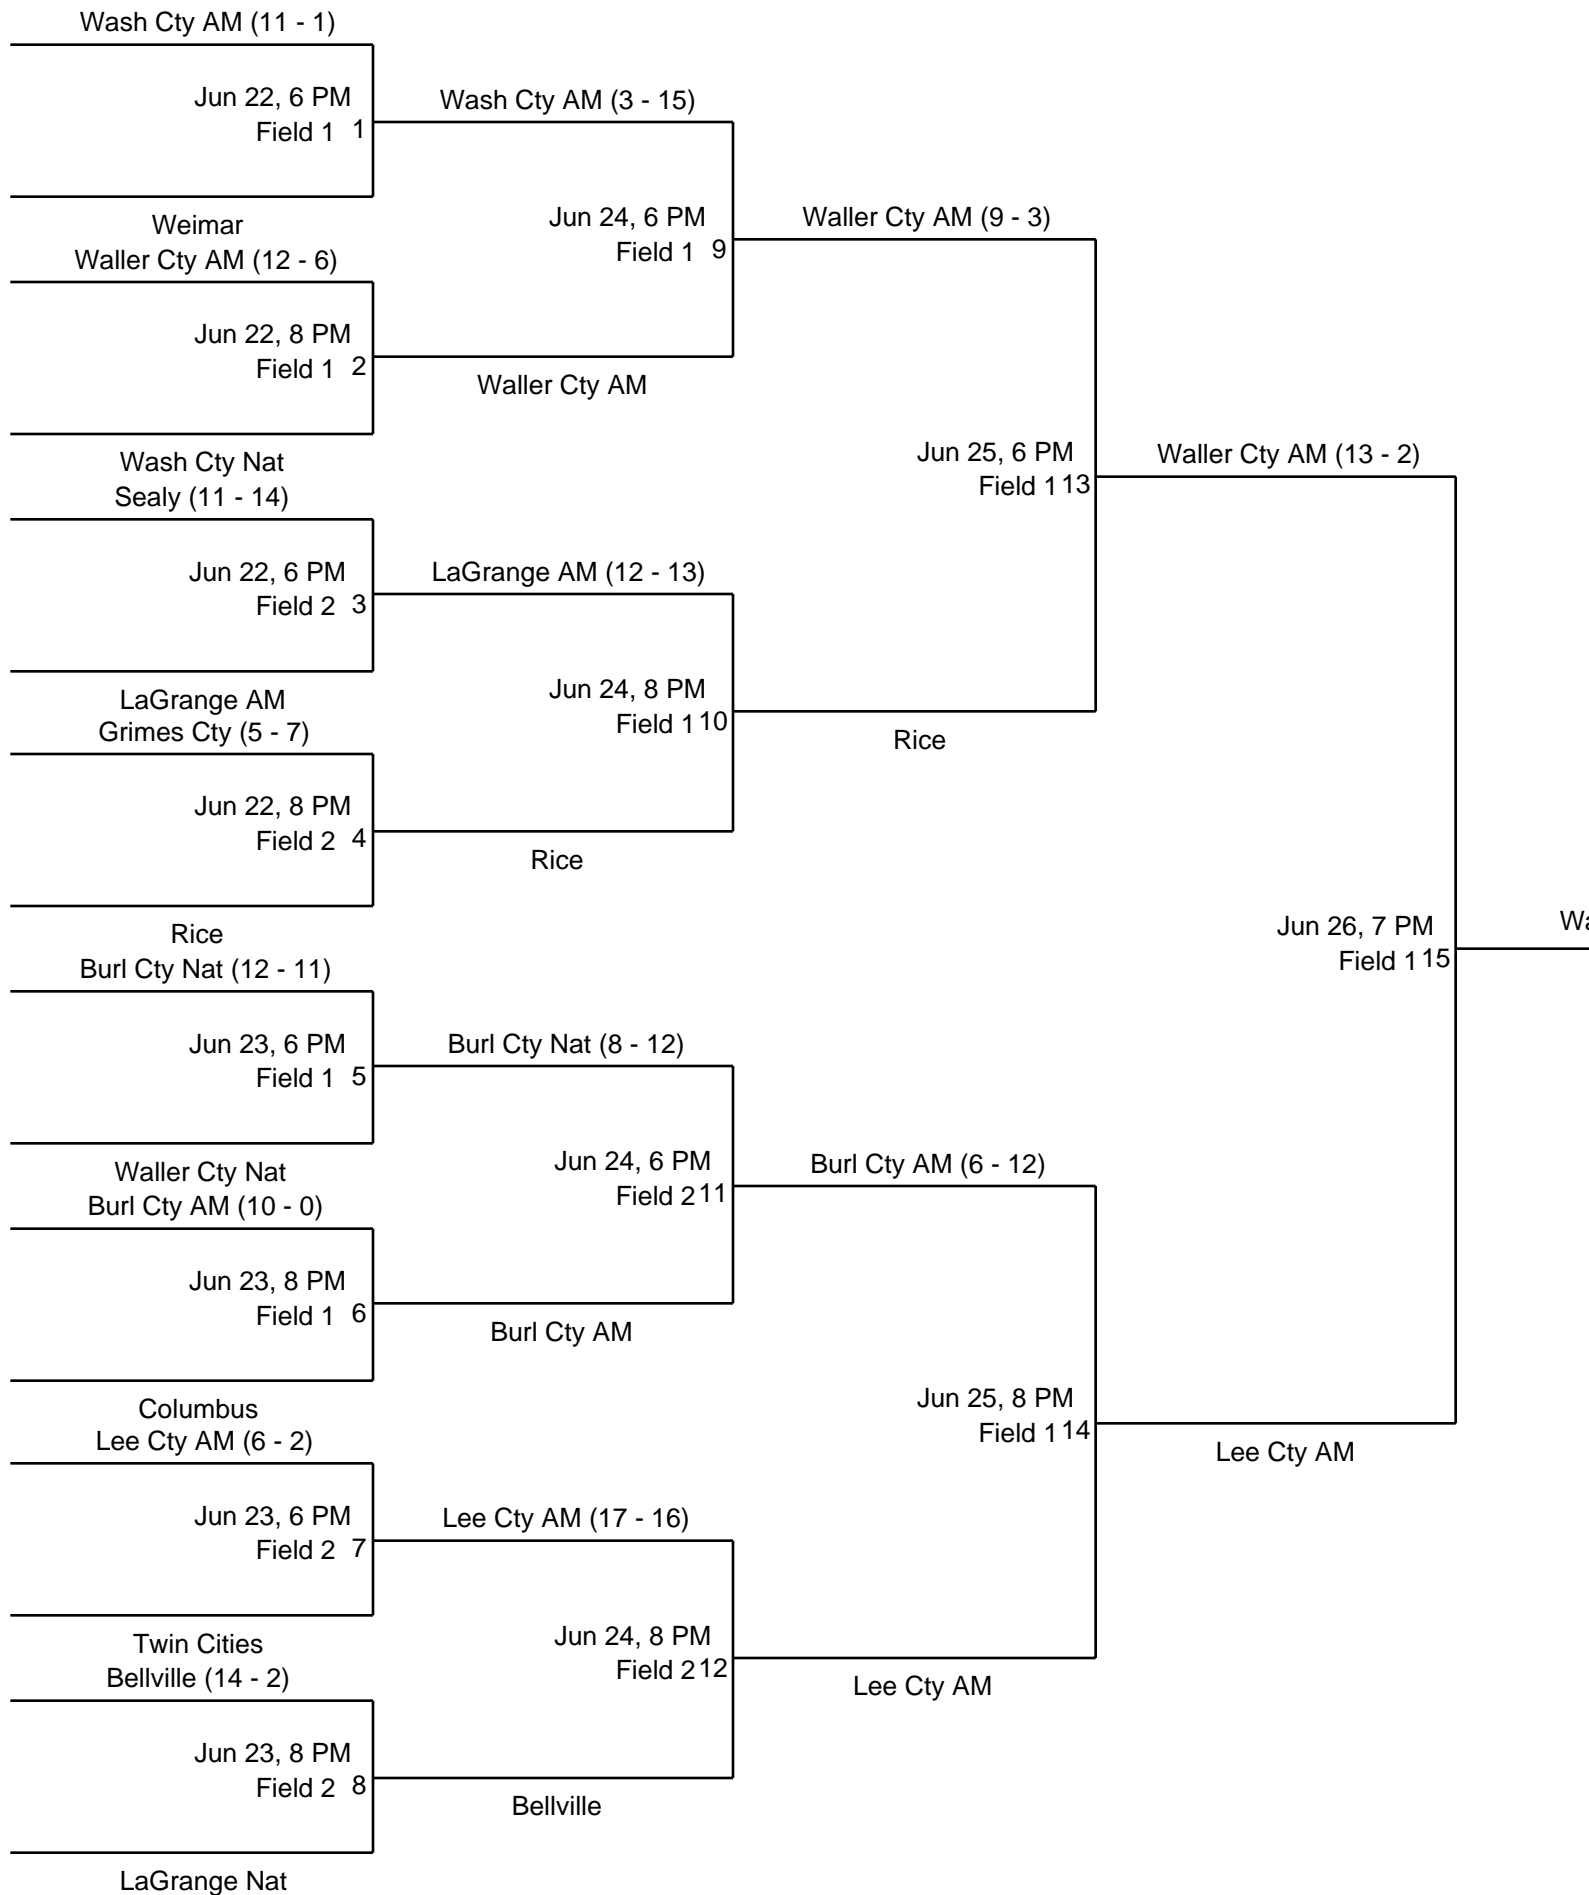 Wash Cty AM (11 - 1)
Jun 22, 6 PM
Field 1 1
Weimar
Waller Cty AM (12 - 6)
Jun 22, 8 PM
Field 1 2
Wash Cty Nat
Sealy (11 - 14)
Jun 22, 6 PM
Field 2 3
LaGrange AM
Grimes Cty (5 - 7)
Jun 22, 8 PM
Field 2 4
Rice
Burl Cty Nat (12 - 11)
Jun 23, 6 PM
Field 1 5
Waller Cty Nat
Burl Cty AM (10 - 0)
Jun 23, 8 PM
Field 1 6
Columbus
Lee Cty AM (6 - 2)
Jun 23, 6 PM
Field 2 7
Twin Cities
Bellville (14 - 2)
Jun 23, 8 PM
Field 2 8
LaGrange Nat
Wash Cty AM (3 - 15)
Jun 24, 6 PM
Field 1 9
Waller Cty AM
LaGrange AM (12 - 13)
Jun 24, 8 PM
Field 1 10
Rice
Burl Cty Nat (8 - 12)
Jun 24, 6 PM
Field 2 11
Burl Cty AM
Lee Cty AM (17 - 16)
Jun 24, 8 PM
Field 2 12
Bellville
Waller Cty AM (9 - 3)
Jun 25, 6 PM
Field 1 13
Rice
Burl Cty AM (6 - 12)
Jun 25, 8 PM
Field 1 14
Lee Cty AM
Waller Cty AM (13 - 2)
Jun 26, 7 PM
Field 1 15
Lee Cty AM